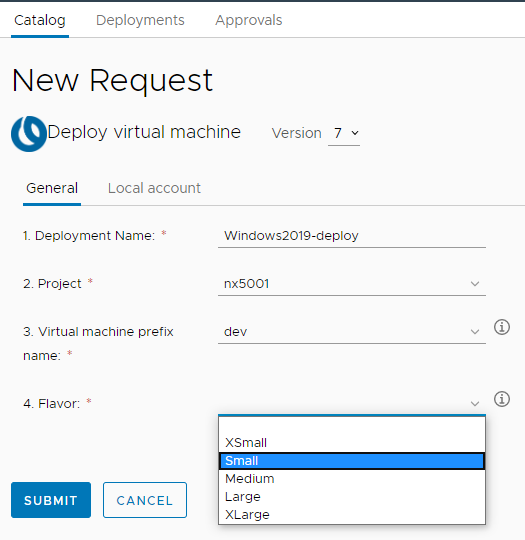 Catalog Deployments Approvals
New Request
Deploy virtual machine Version 7
General Local account
1. Deployment Name: * Windows2019-deploy
2. Project * nx5001
3. Virtual machine prefix name: * dev
4. Flavor: *
XSmall
Small
Medium
Large
XLarge
SUBMIT CANCEL